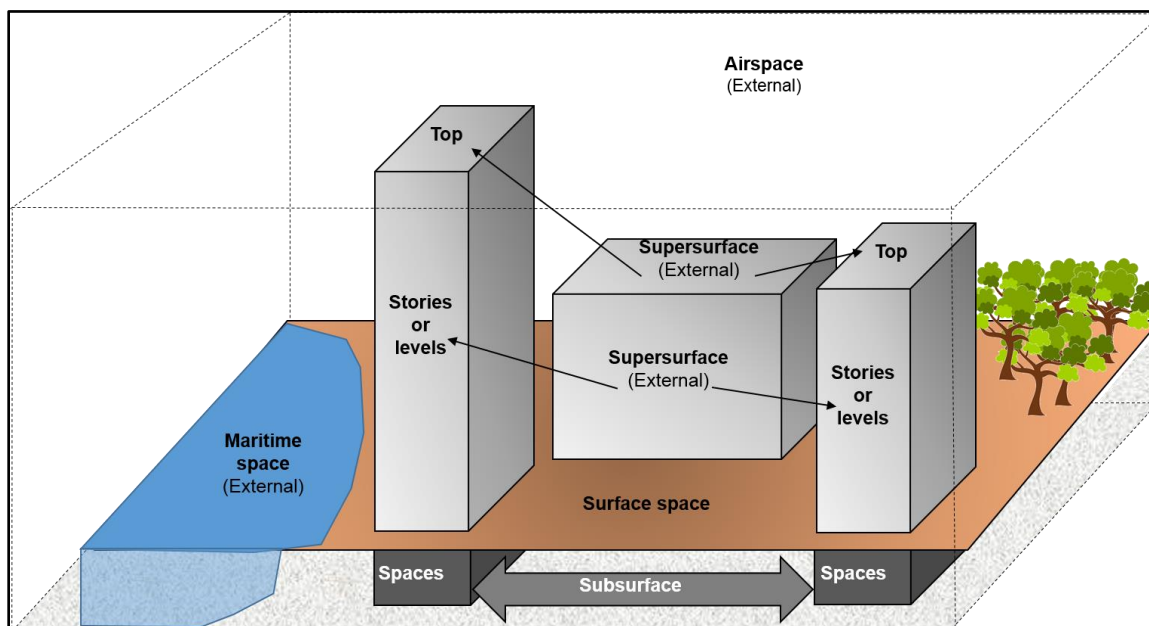 Airspace
(External)
Top
Supersurface
(External)
Top
Stories
or
levels
Supersurface
(External)
Stories
or
levels
Maritime
space
(External)
Surface space
Spaces
Subsurface
Spaces